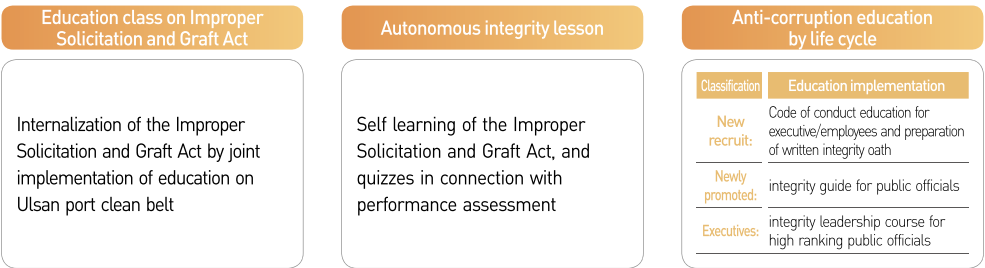 Education class on Improper
Solicitation and Graft Act
Internalization of the Improper
Solicitation and Graft Act by joint
implementation of education on
Ulsan port clean belt
Autonomous integrity lesson
Self learning of the Improper
Solicitation and Graft Act, and
quizzes in connection with
performance assessment
Anti-corruption education
by life cycle
Classification
Education implementation
New
recruit:
Code of conduct education for
executive/employees and preparation
of written integrity oath
Newly
promoted:
integrity guide for public officials
Executives:
integrity leadership course for
high ranking public officials